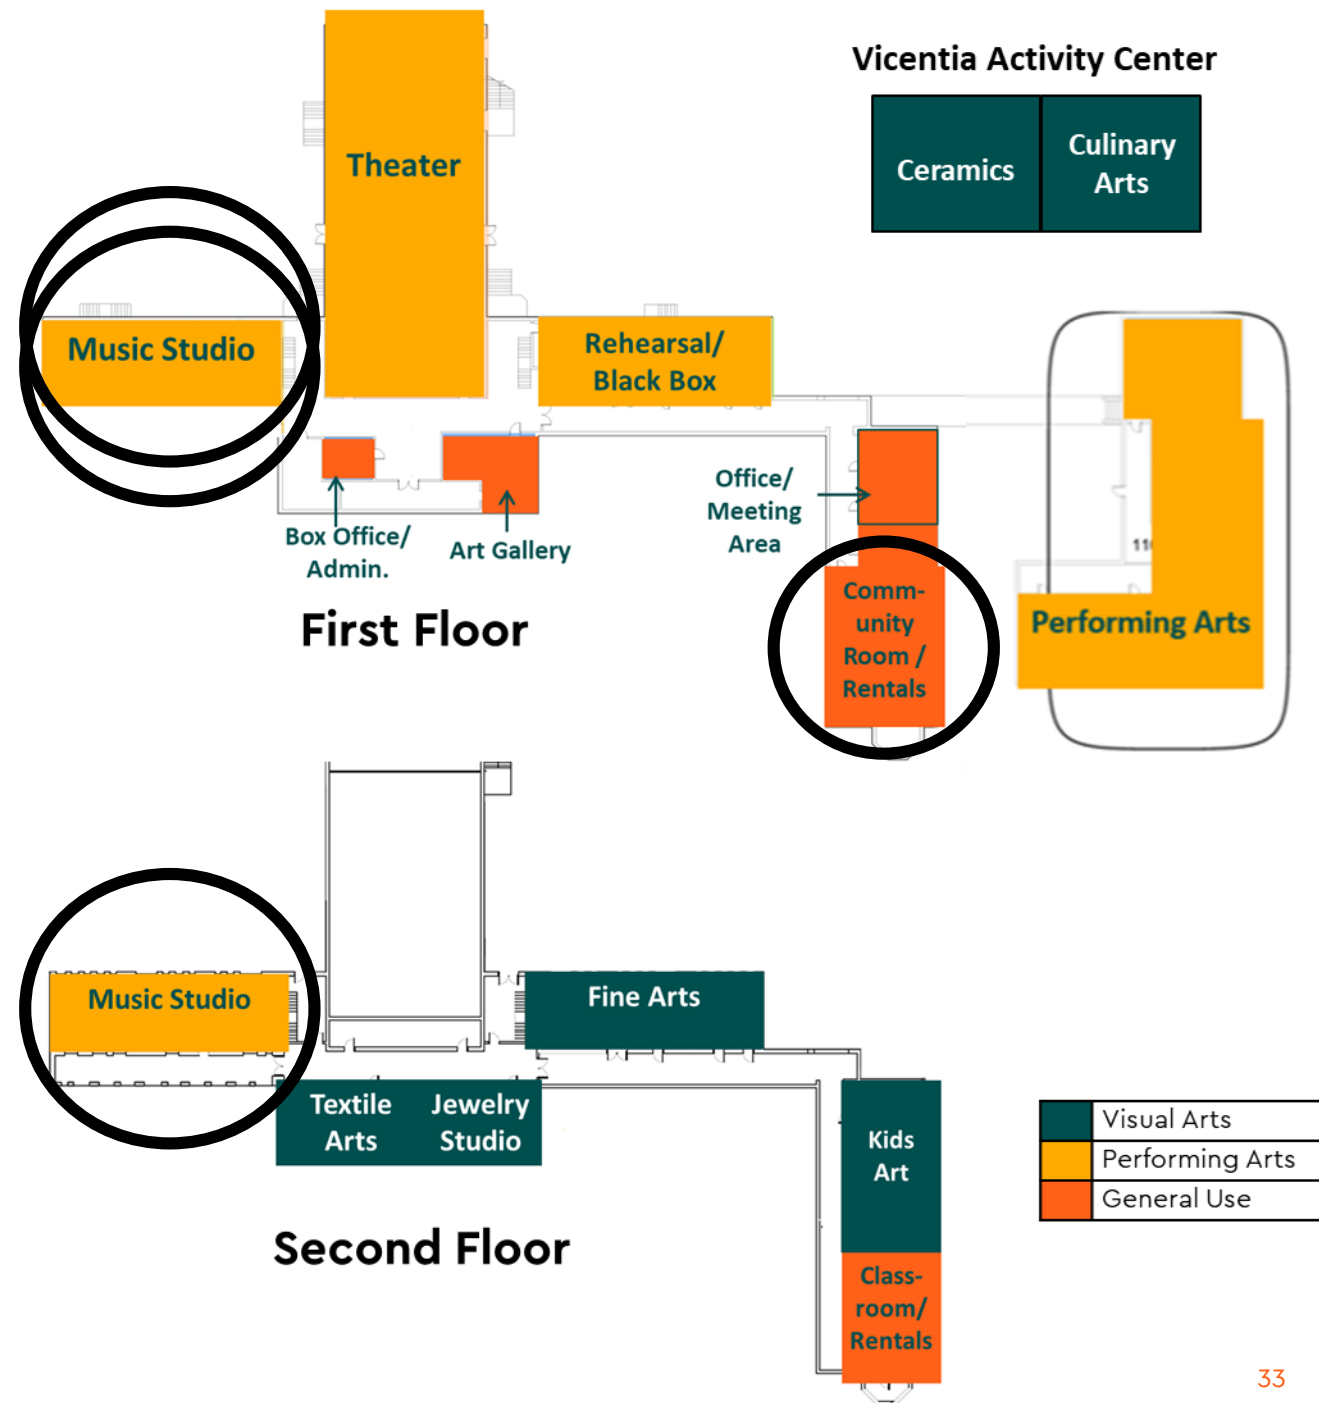 Vicentia Activity Center
Theater
Ceramics
Culinary
Arts
Music Studio
Rehearsal/
Black Box
Office/
Meeting
Area
Box Office/
Admin.
Art Gallery
11
Comm-
unity
Room /
Rentals
Performing Arts
First Floor
Music Studio
Fine Arts
Textile
Arts
Jewelry
Studio
Kids
Art
Class-
room/
Rentals
Second Floor
Visual Arts
Performing Arts
General Use
33